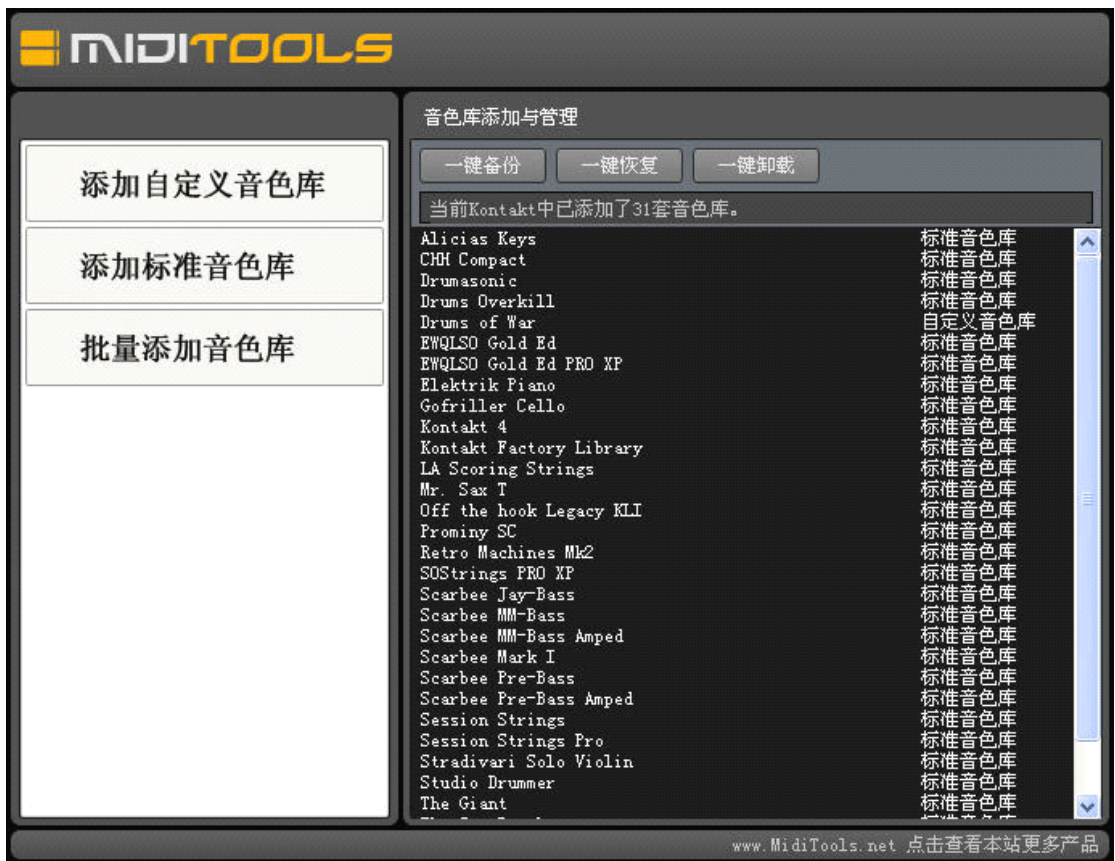 MIDITOOLS
音色库添加与管理
添加自定义音色库
添加标准音色库
批量添加音色库
一键备份 一键恢复 一键卸载
当前Kontakt中已添加了31套音色库。
Alicias Keys 标准音色库
CHH Compact 标准音色库
Drumasonic 标准音色库
Drums Overkill 标准音色库
Drums of War 自定义音色库
EWQLSO Gold Ed 标准音色库
EWQLSO Gold Ed PRO XP 标准音色库
Elektrik Piano 标准音色库
Gofriller Cello 标准音色库
Kontakt 4 标准音色库
Kontakt Factory Library 标准音色库
LA Scoring Strings 标准音色库
Mr. Sax T 标准音色库
Off the hook Legacy KLI 标准音色库
Prominy SC 标准音色库
Retro Machines Mk2 标准音色库
SOStrings PRO XP 标准音色库
Scarbee Jay-Bass 标准音色库
Scarbee MM-Bass 标准音色库
Scarbee MM-Bass Amped 标准音色库
Scarbee Mark I 标准音色库
Scarbee Pre-Bass 标准音色库
Scarbee Pre-Bass Amped 标准音色库
Session Strings 标准音色库
Session Strings Pro 标准音色库
Stradivari Solo Violin 标准音色库
Studio Drummer 标准音色库
The Giant 标准音色库
www.MidiTools.net 点击查看本站更多产品